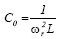 C₀ = 1 / (ωᵣ² L)